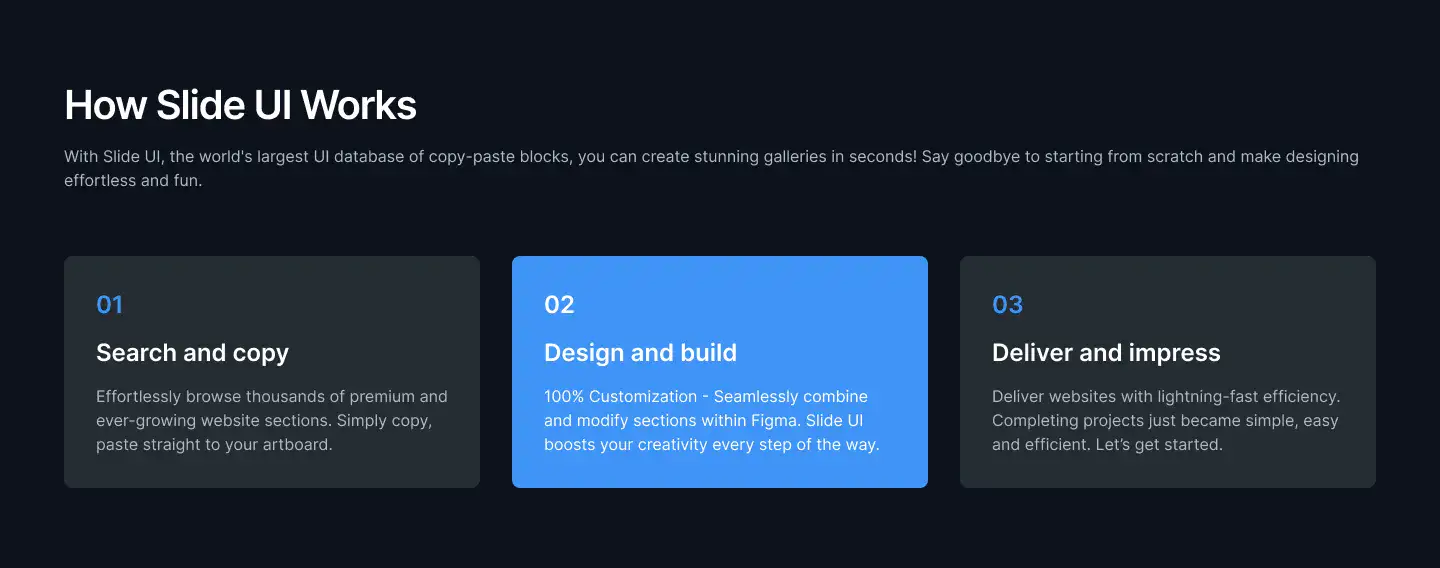 How Slide UI Works
With Slide UI, the world's largest UI database of copy-paste blocks, you can create stunning galleries in seconds! Say goodbye to starting from scratch and make designing
effortless and fun.
01
Search and copy
Effortlessly browse thousands of premium and
ever-growing website sections. Simply copy,
paste straight to your artboard.
02
Design and build
100% Customization - Seamlessly combine
and modify sections within Figma. Slide UI
boosts your creativity every step of the way.
03
Deliver and impress
Deliver websites with lightning-fast efficiency.
Completing projects just became simple, easy
and efficient. Let’s get started.